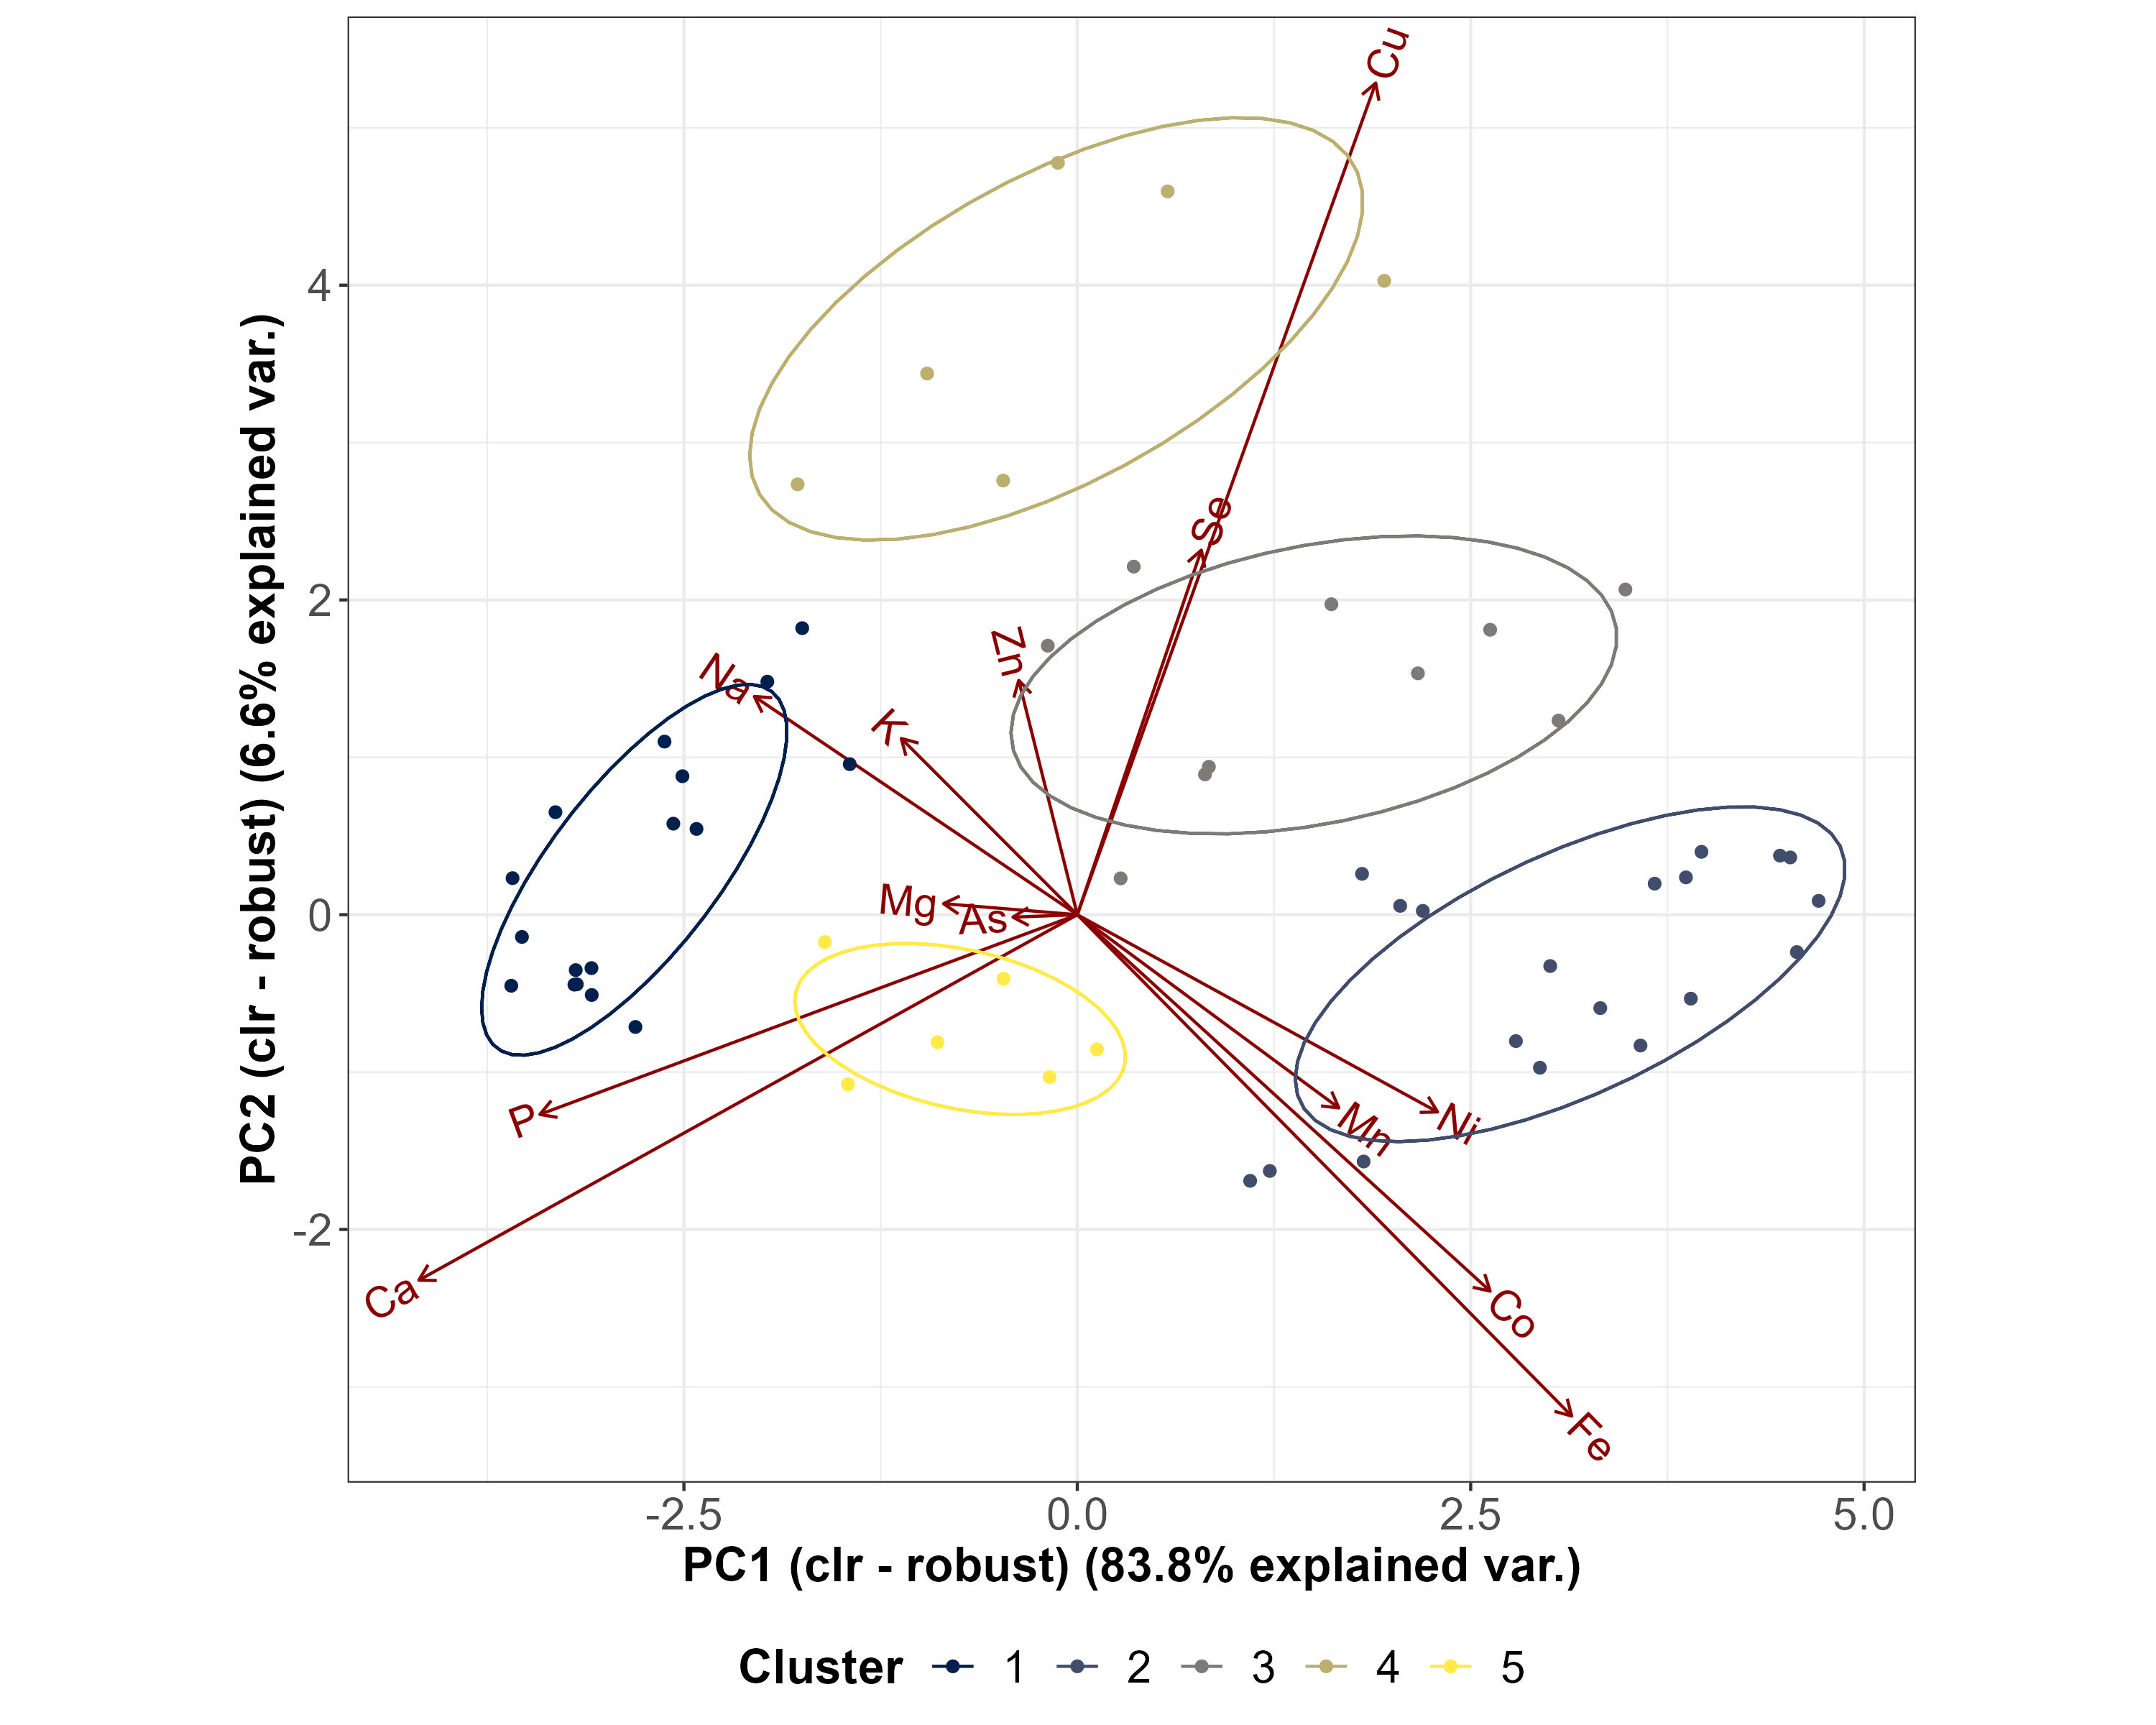 Cu
4
Se
2
Zn
Na
K
Mg
As
0
P
Mn
Ni
-2
Ca
Co
Fe
PC2 (clr - robust) (6.6% explained var.)
-2.5 0.0 2.5 5.0
PC1 (clr - robust) (83.8% explained var.)
Cluster 1 2 3 4 5